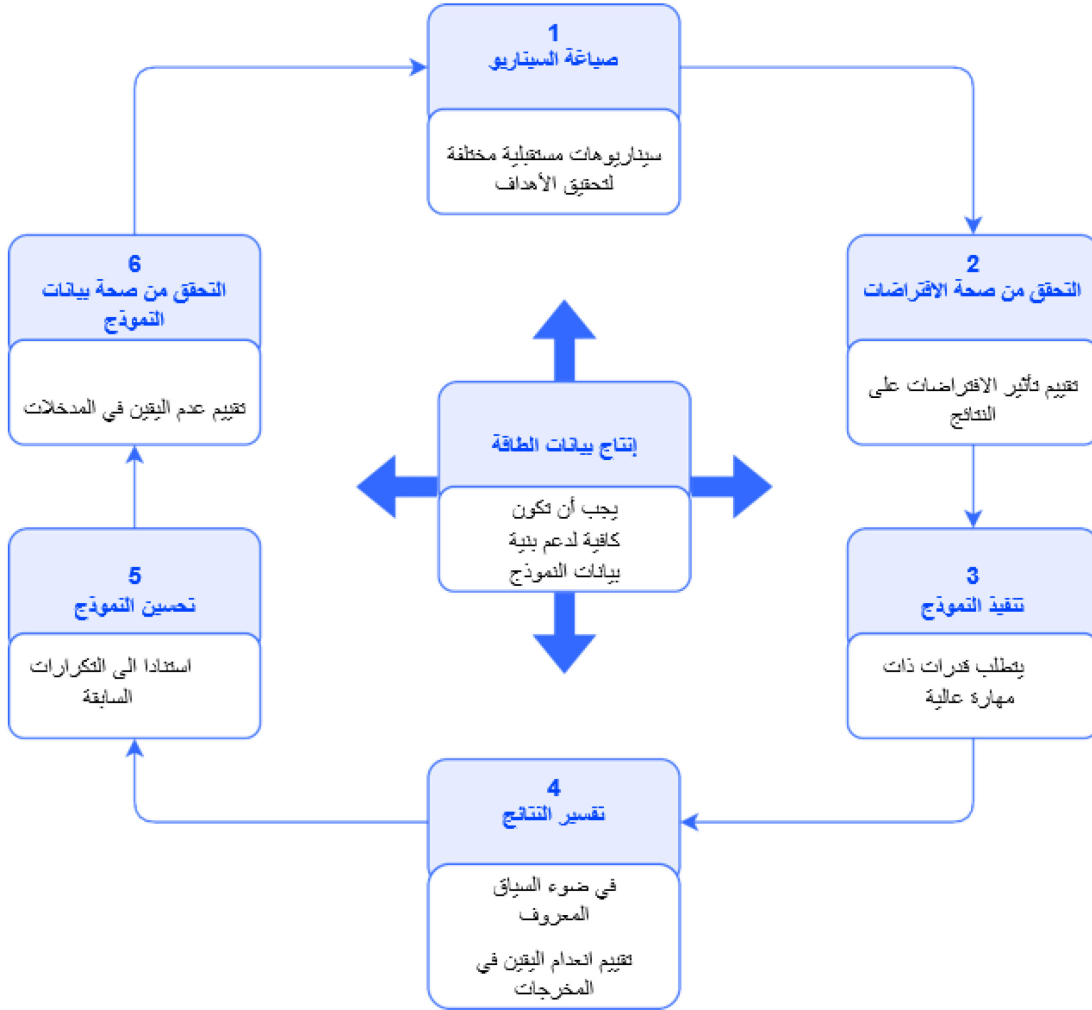 1
صياغة السيناريو
سيناريوهات مستقبلية مختلفة
لتحقيق الأهداف
2
التحقق من صحة الافتراضات
تقييم تأثير الافتراضات على
النتائج
3
تنفيذ النموذج
يتطلب قدرات ذات
مهارة عالية
4
تفسير النتائج
في ضوء السياق
المعروف
تقييم انعدام اليقين في
المخرجات
5
تحسين النموذج
استنادا الى التكرارات
السابقة
6
التحقق من صحة بيانات
النموذج
تقييم عدم اليقين في المدخلات
إنتاج بيانات الطاقة
يجب أن تكون
كافية لدعم بنية
بيانات النموذج